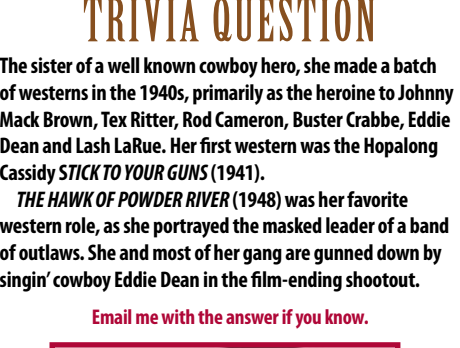 TRIVIA QUESTION
The sister of a well known cowboy hero, she made a batch
of westerns in the 1940s, primarily as the heroine to Johnny
Mack Brown, Tex Ritter, Rod Cameron, Buster Crabbe, Eddie
Dean and Lash LaRue. Her first western was the Hopalong
Cassidy STICK TO YOUR GUNS (1941).
THE HAWK OF POWDER RIVER (1948) was her favorite
western role, as she portrayed the masked leader of a band
of outlaws. She and most of her gang are gunned down by
singin’ cowboy Eddie Dean in the film-ending shootout.
Email me with the answer if you know.